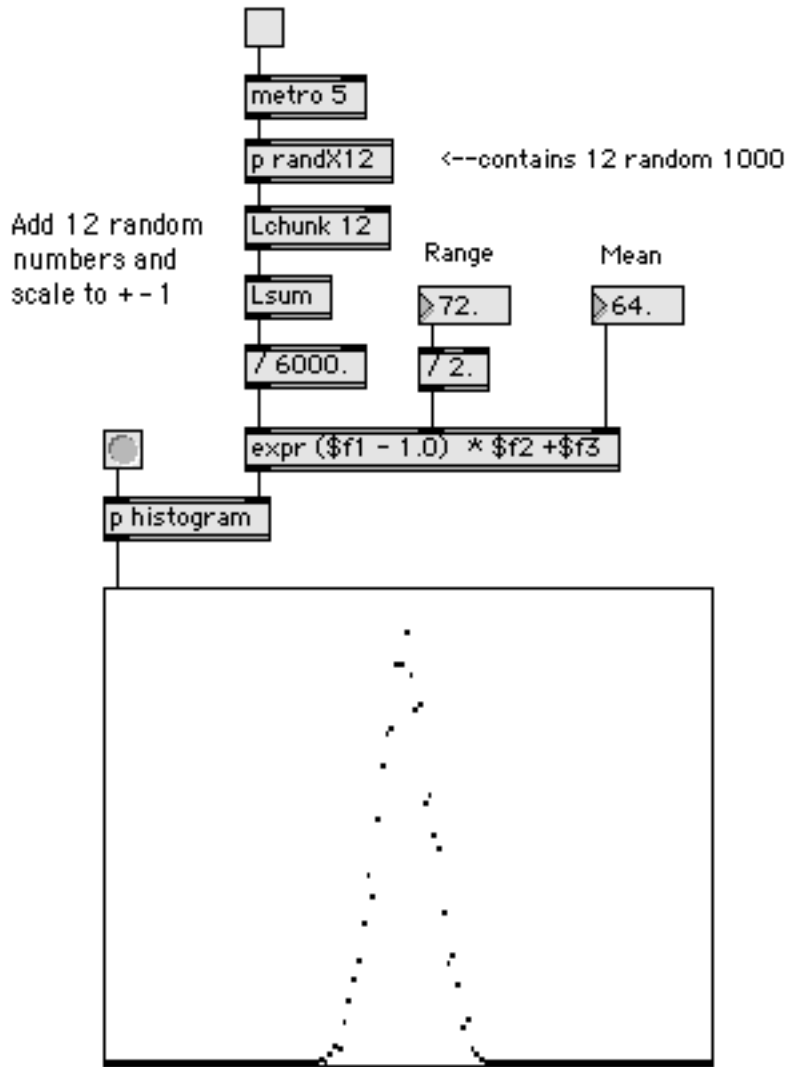 metro 5
p randX12
<--contains 12 random 1000
Lchunk 12
Add 12 random
numbers and
scale to + - 1
Range
Mean
Lsum
72.
64.
/ 6000.
/ 2.
expr ($f1 - 1.0)  * $f2 +$f3
p histogram